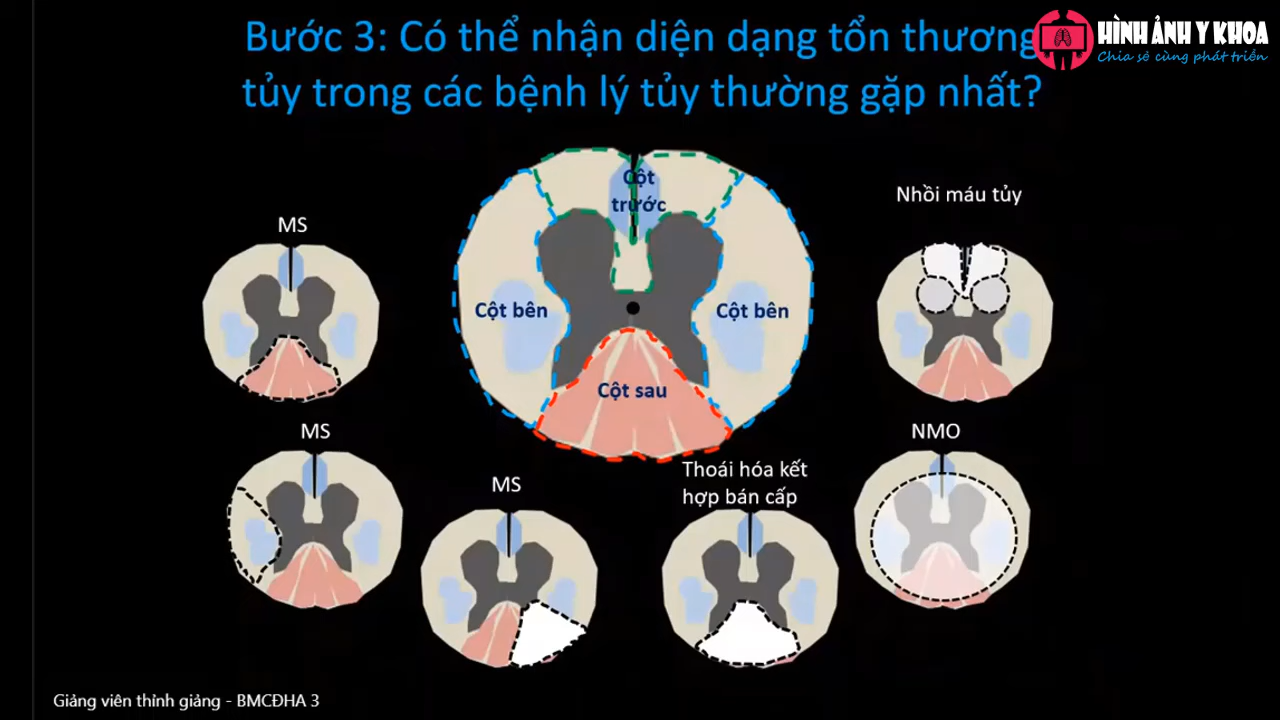 Bước 3: Có thể nhận diện dạng tổn thương
tủy trong các bệnh lý tủy thường gặp nhất?
HÌNH ẢNH Y KHOA
Chia sẻ cùng phát triển
Cột
trước
Nhồi máu tủy
MS
Cột bên
Cột bên
Cột sau
MS
NMO
MS
Thoái hóa kết
hợp bán cấp
Giảng viên thỉnh giảng - BMCĐHA 3